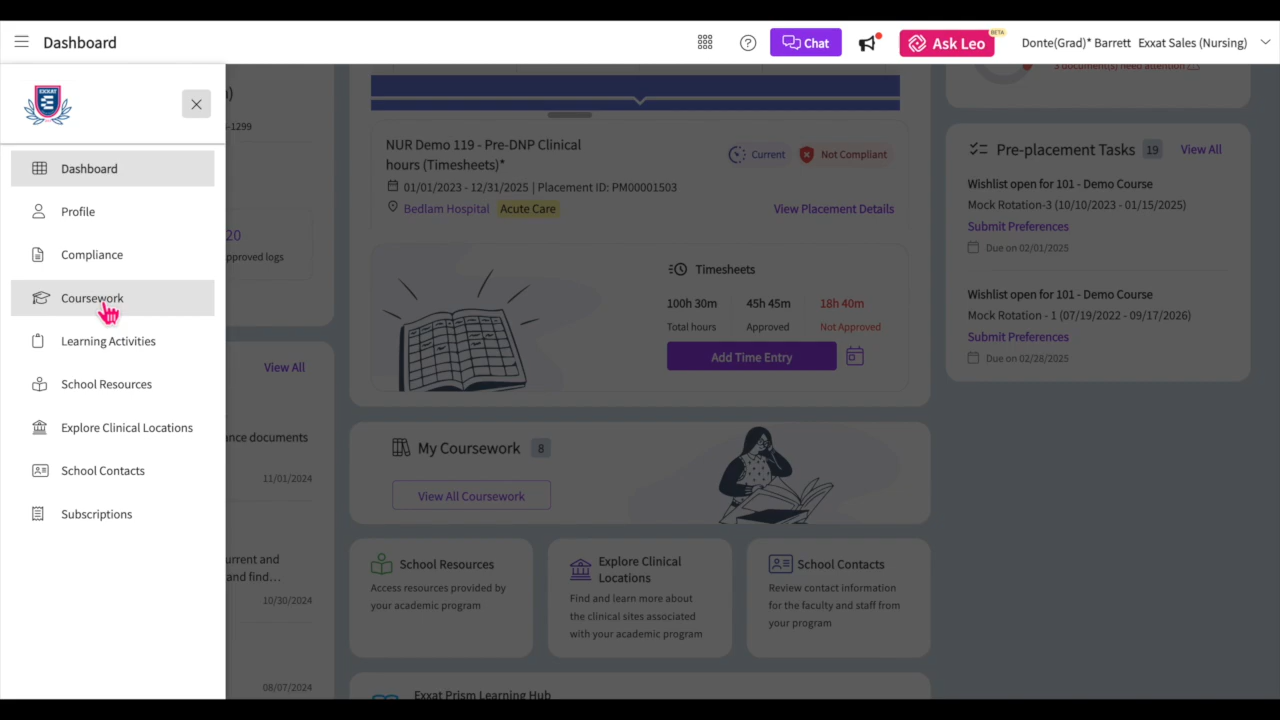 Dashboard
Chat
Ask Leo
BETA
Donte(Grad)* Barrett Exxat Sales (Nursing)
EXXAT
Dashboard
Profile
Compliance
Coursework
Learning Activities
School Resources
Explore Clinical Locations
School Contacts
Subscriptions
)
-1299
20
pproved logs
View All
ance documents
11/01/2024
urrent and
and find...
10/30/2024
08/07/2024
NUR Demo 119 - Pre-DNP Clinical
hours (Timesheets)*
Current
Not Compliant
01/01/2023 - 12/31/2025 | Placement ID: PM00001503
Bedlam Hospital Acute Care
View Placement Details
Timesheets
100h 30m 45h 45m 18h 40m
Total hours Approved Not Approved
Add Time Entry
My Coursework 8
View All Coursework
School Resources
Access resources provided by
your academic program
Explore Clinical
Locations
Find and learn more about
the clinical sites associated
with your academic program
School Contacts
Review contact information
for the faculty and staff from
your program
Exxat Prism Learning Hub
3 document(s) need attention
Pre-placement Tasks 19 View All
Wishlist open for 101 - Demo Course
Mock Rotation-3 (10/10/2023 - 01/15/2025)
Submit Preferences
Due on 02/01/2025
Wishlist open for 101 - Demo Course
Mock Rotation - 1 (07/19/2022 - 09/17/2026)
Submit Preferences
Due on 02/28/2025